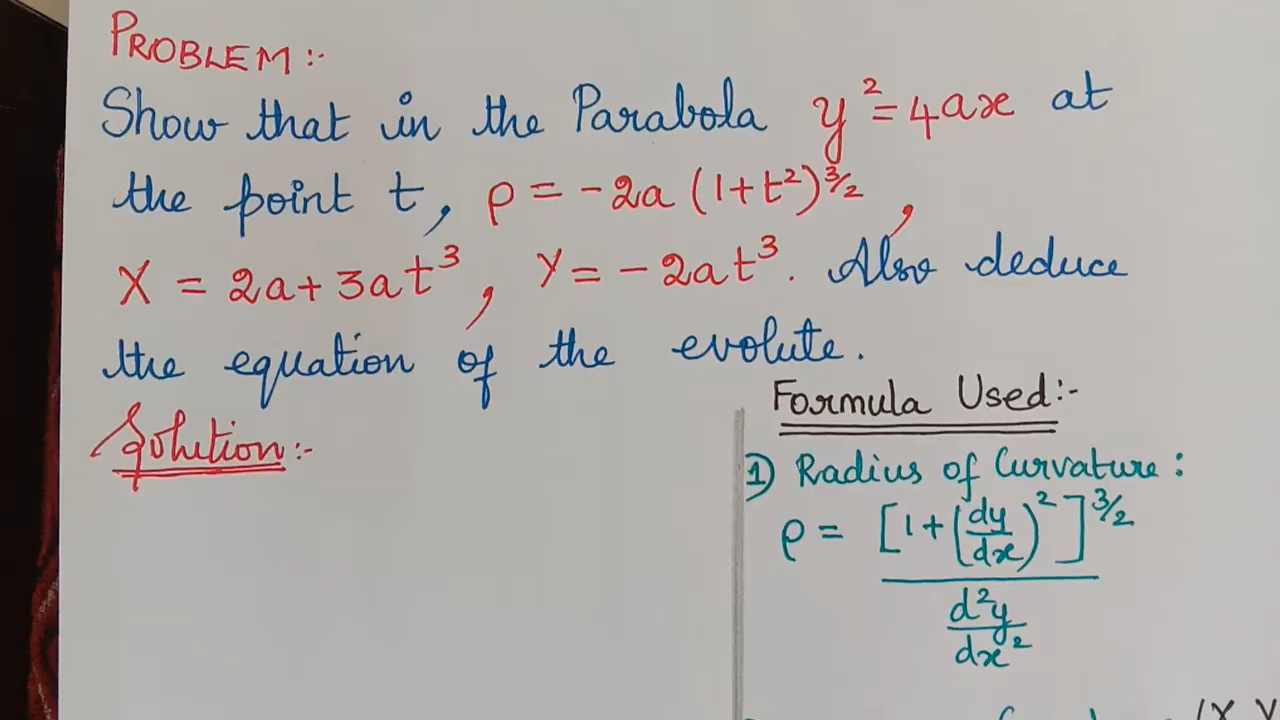 PROBLEM:-
Show that in the Parabola y² = 4ax at
the point t, ρ = -2a (1+t²)^3/2,
X = 2a + 3at³, Y = -2at³. Also deduce
the equation of the evolute.
Solution:-
Formula Used:-
1) Radius of Curvature:
ρ = [1 + (dy/dx)²]^3/2
d²y/dx²
(X, Y